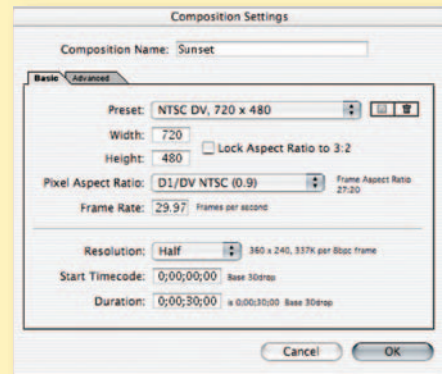 Composition Settings
Composition Name: Sunset
Basic Advanced
Preset: NTSC DV, 720 x 480
Width: 720
Lock Aspect Ratio to 3:2
Height: 480
Pixel Aspect Ratio: D1/DV NTSC (0.9) Frame Aspect Ratio
27:20
Frame Rate: 29.97 Frames per second
Resolution: Half 360 x 240, 337K per 8bpc frame
Start Timecode: 0;00;00;00 Base 30drop
Duration: 0;00;30;00 is 0;00;30;00 Base 30drop
Cancel OK